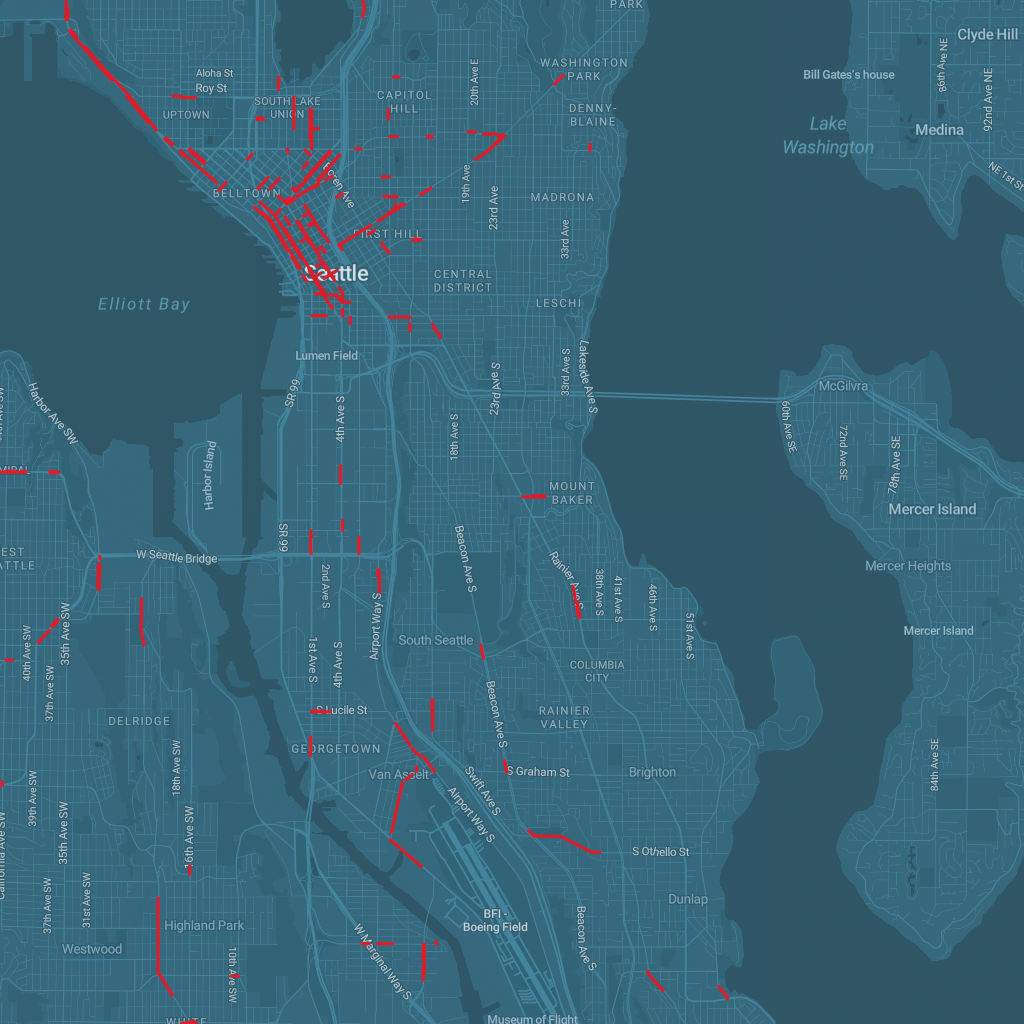 PARK
Clyde Hill
WASHINGTON
PARK
Aloha St
Roy St
20th Ave E
Bill Gates's house
86th Ave NE
92nd Ave NE
UPTOWN
SOUTH LAKE
UNION
CAPITOL
HILL
DENNY-
BLAINE
Lake
Washington
Medina
NE 1st St
BELLTOWN
19th Ave
23rd Ave
MADRONA
33rd Ave
FIRST HILL
Seattle
CENTRAL
DISTRICT
Elliott Bay
LESCHI
Lumen Field
Lakeside Ave S
Harbor Ave SW
SR 99
4th Ave S
23rd Ave S
33rd Ave S
McGilvra
60th Ave SE
72nd Ave SE
78th Ave SE
18th Ave S
Harbor Island
MOUNT
BAKER
Mercer Island
W Seattle Bridge
SR 99
2nd Ave S
Beacon Ave S
Rainier Ave S
38th Ave S
41st Ave S
46th Ave S
51st Ave S
Mercer Heights
Mercer Island
40th Ave SW
35th Ave SW
37th Ave SW
1st Ave S
4th Ave S
Airport Way S
South Seattle
COLUMBIA
CITY
DELRIDGE
S Lucile St
Beacon Ave S
RAINIER
VALLEY
GEORGETOWN
Van Asselt
Swift Ave S
S Graham St
Brighton
84th Ave SE
18th Ave SW
39th Ave SW
35th Ave SW
16th Ave SW
California Ave SW
Airport Way S
S Othello St
37th Ave SW
31st Ave SW
Dunlap
Highland Park
Westwood
10th Ave SW
W Marginal Way S
BFI -
Boeing Field
Beacon Ave S
Museum of Flight